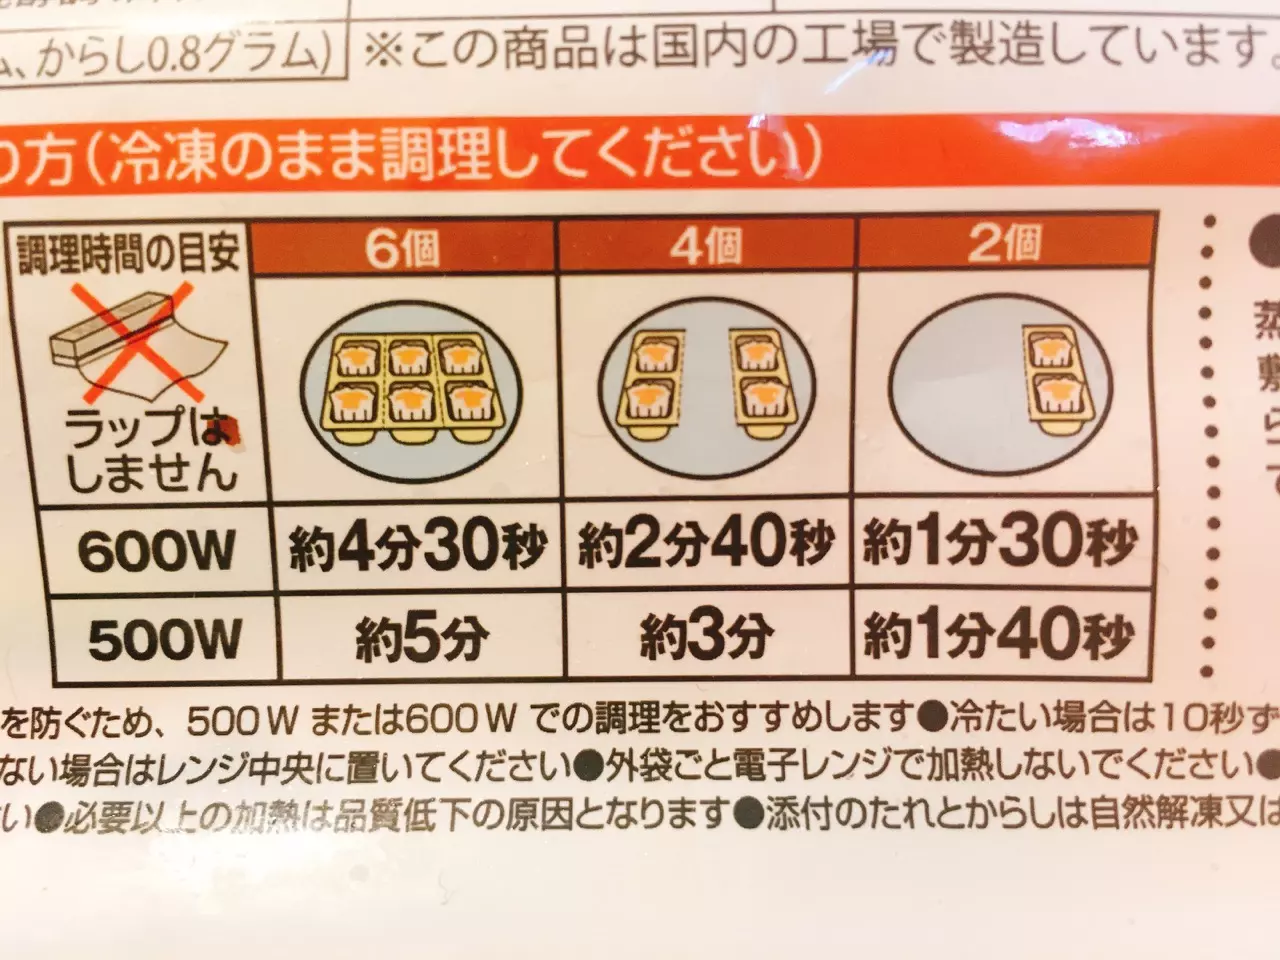 ム、からし0.8グラム)
※この商品は国内の工場で製造しています。
り方(冷凍のまま調理してください)
調理時間の目安
6個
4個
2個
ラップは
しません
600W
約4分30秒
約2分40秒
約1分30秒
500W
約5分
約3分
約1分40秒
を防ぐため、500Wまたは600Wでの調理をおすすめします●冷たい場合は10秒ず
ない場合はレンジ中央に置いてください●外袋ごと電子レンジで加熱しないでください●
い●必要以上の加熱は品質低下の原因となります●添付のたれとからしは自然解凍又は
蒸
敷